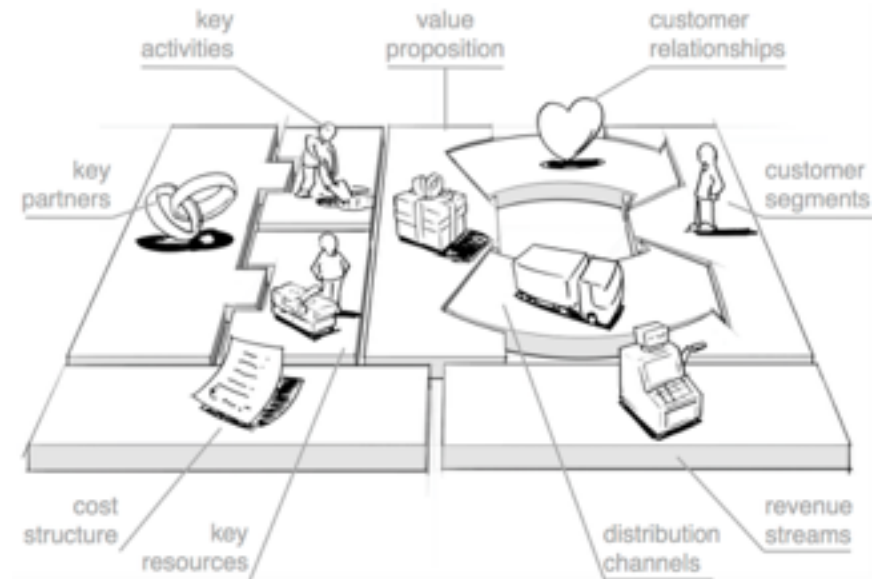 key
activities
value
proposition
customer
relationships
key
partners
customer
segments
cost
structure
key
resources
distribution
channels
revenue
streams